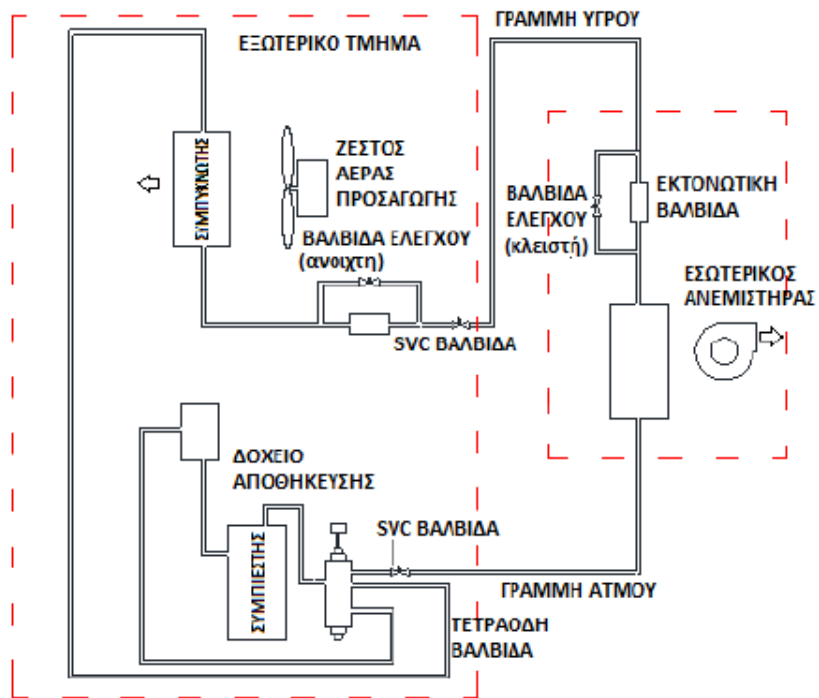 ΕΞΩΤΕΡΙΚΟ ΤΜΗΜΑ
ΓΡΑΜΜΗ ΥΓΡΟΥ
ΣΥΜΠΥΚΝΩΤΗΣ
ΖΕΣΤΟΣ
ΑΕΡΑΣ
ΠΡΟΣΑΓΩΓΗΣ
ΒΑΛΒΙΔΑ ΕΛΕΓΧΟΥ
(ανοιχτη)
SVC ΒΑΛΒΙΔΑ
ΒΑΛΒΙΔΑ
ΕΛΕΓΧΟΥ
(κλειστή)
ΕΚΤΟΝΩΤΙΚΗ
ΒΑΛΒΙΔΑ
ΕΣΩΤΕΡΙΚΟΣ
ΑΝΕΜΙΣΤΗΡΑΣ
ΔΟΧΕΙΟ
ΑΠΟΘΗΚΕΥΣΗΣ
ΣΥΜΠΙΕΣΤΗΣ
SVC ΒΑΛΒΙΔΑ
ΓΡΑΜΜΗ ΑΤΜΟΥ
ΤΕΤΡΑΟΔΗ
ΒΑΛΒΙΔΑ